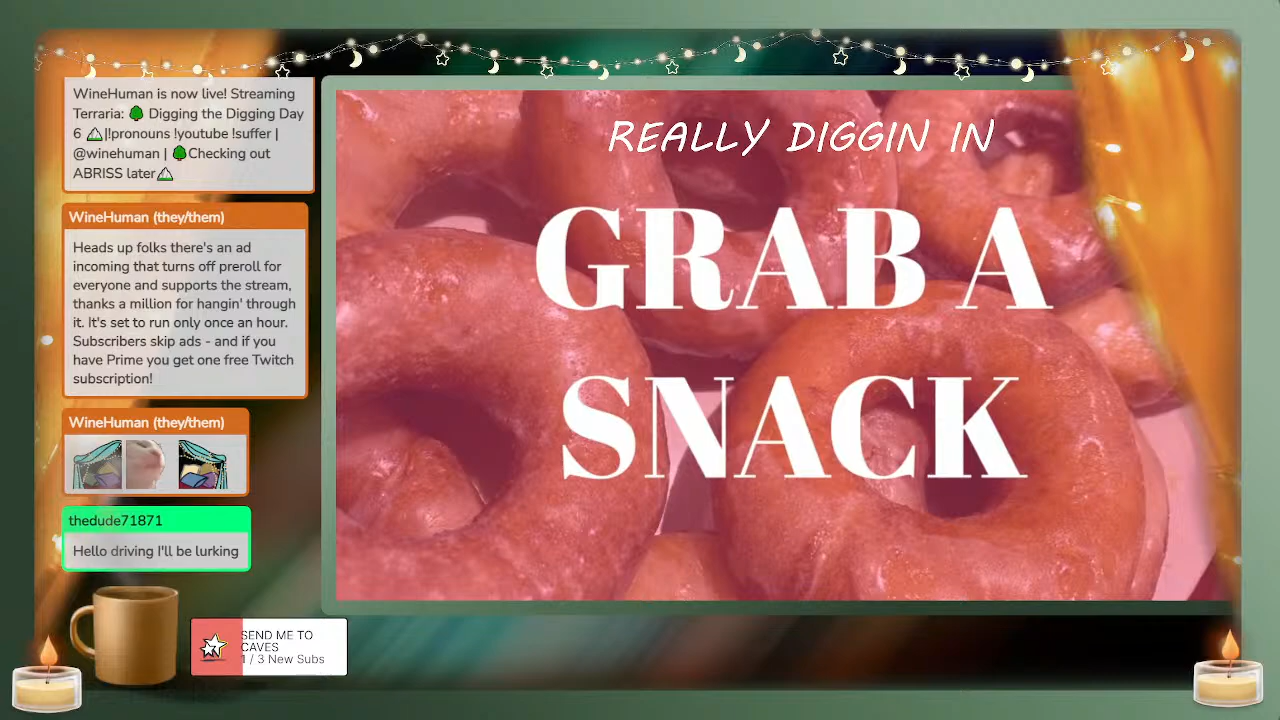 WineHuman is now live! Streaming
Terraria: 🌳 Digging the Digging Day
6 🏔|!pronouns !youtube !suffer |
@winehuman | 🌳Checking out
ABRISS later🏔
WineHuman (they/them)
Heads up folks there's an ad
incoming that turns off preroll for
everyone and supports the stream,
thanks a million for hangin' through
it. It's set to run only once an hour.
Subscribers skip ads - and if you
have Prime you get one free Twitch
subscription!
WineHuman (they/them)
thedude71871
Hello driving I'll be lurking
SEND ME TO
CAVES
1 / 3 New Subs
REALLY DIGGIN IN
GRAB A
SNACK